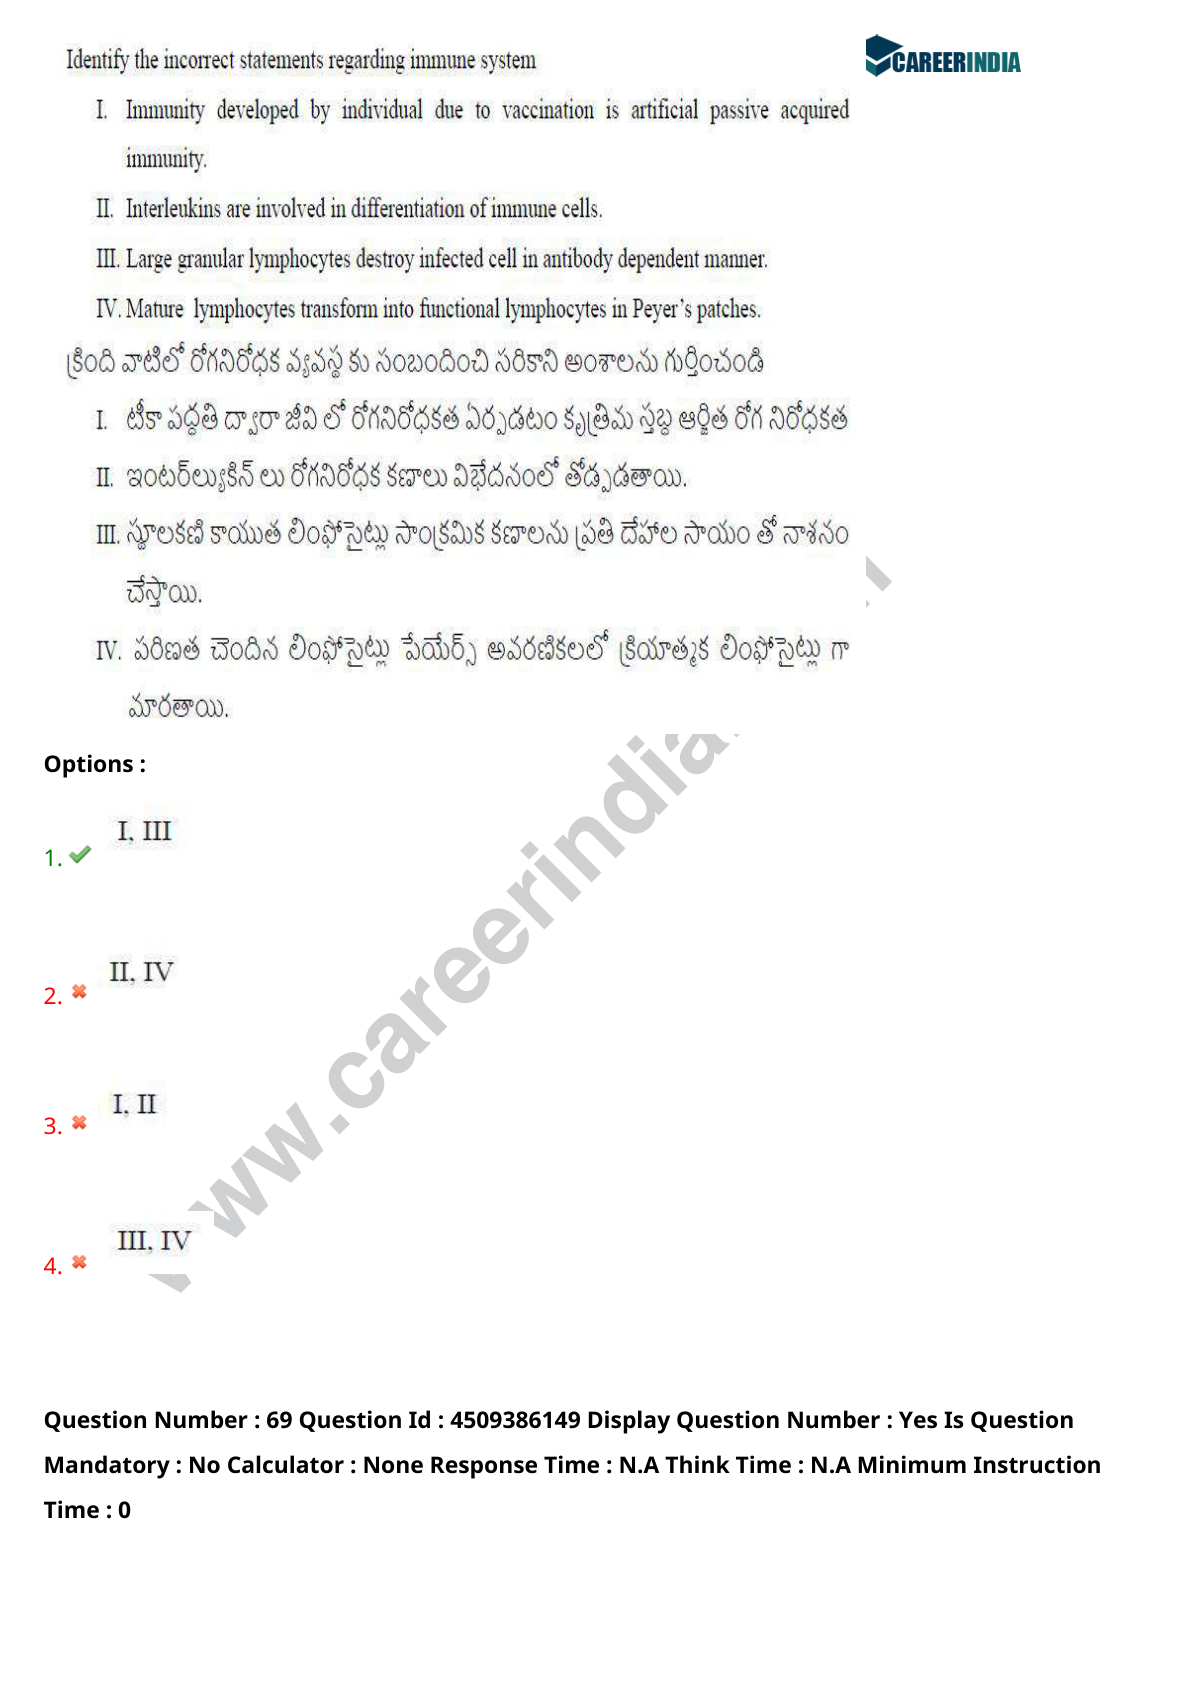 CAREERINDIA
Identify the incorrect statements regarding immune system
I. Immunity developed by individual due to vaccination is artificial passive acquired
immunity.
II. Interleukins are involved in differentiation of immune cells.
III. Large granular lymphocytes destroy infected cell in antibody dependent manner.
IV. Mature lymphocytes transform into functional lymphocytes in Peyer's patches.
క్రింది వాటిలో రోగనిరోధక వ్యవస్థ కు సంబందించి సరికాని అంశాలను గుర్తించండి
I. టీకా పద్ధతి ద్వారా జీవి లో రోగనిరోధకత ఏర్పడటం కృత్రిమ స్తబ్ద ఆర్జిత రోగ నిరోధకత
II. ఇంటర్‌ల్యుకిన్ లు రోగనిరోధక కణాలు విభేదనంలో తోడ్పడతాయి.
III. స్థూలకణి కాయుత లింఫోసైట్లు సాంక్రమిక కణాలను ప్రతి దేహాల సాయం తో నాశనం
చేస్తాయి.
IV. పరిణత చెందిన లింఫోసైట్లు పేయేర్స్ అవరణికలలో క్రియాత్మక లింఫోసైట్లు గా
మారతాయి.
Options :
I, III
1.
II, IV
2.
I, II
3.
III, IV
4.
www.careerindia.
Question Number : 69 Question Id : 4509386149 Display Question Number : Yes Is Question
Mandatory : No Calculator : None Response Time : N.A Think Time : N.A Minimum Instruction
Time : 0